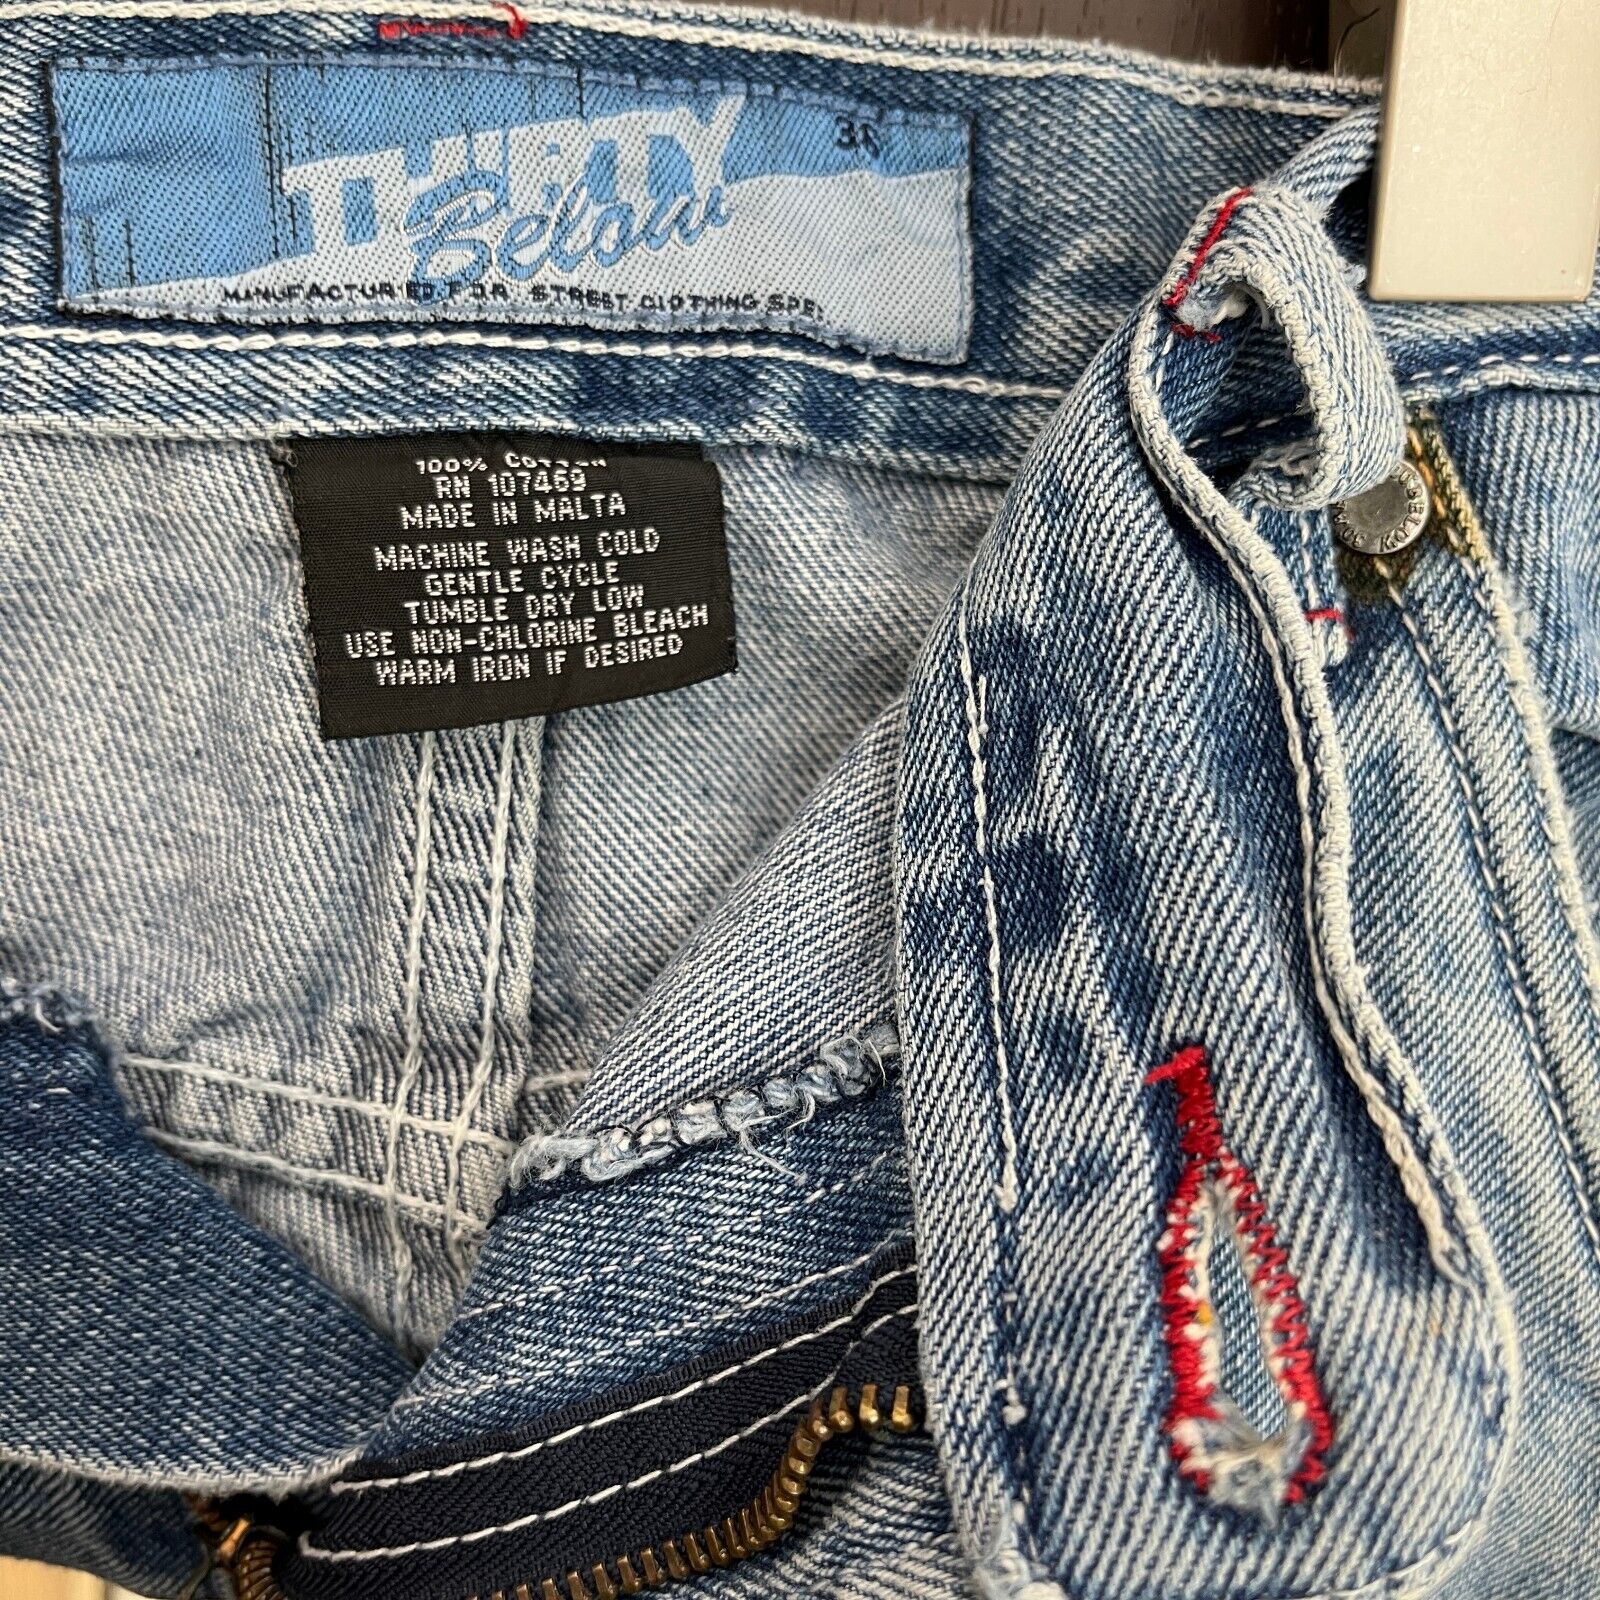 THIRTY
Below
36
MANUFACTURED FOR STREET CLOTHING SPE
100% COTTON
RN 107469
MADE IN MALTA
MACHINE WASH COLD
GENTLE CYCLE
TUMBLE DRY LOW
USE NON-CHLORINE BLEACH
WARM IRON IF DESIRED